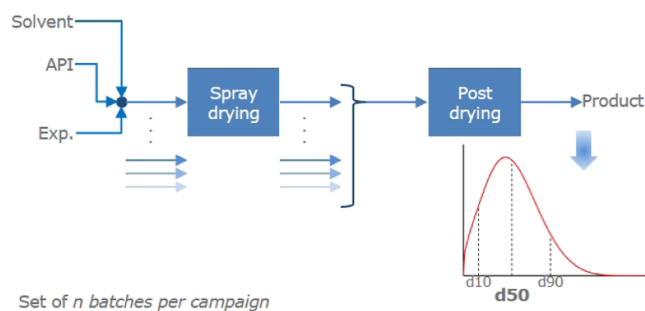 Solvent
API
Exp.
Spray
drying
Post
drying
Product
d10
d90
d50
Set of n batches per campaign